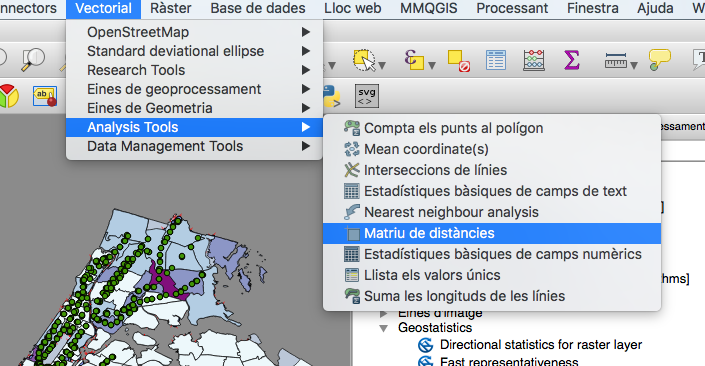 nnectors Vectorial Ràster Base de dades Lloc web MMQGIS Processant Finestra Ajuda W
OpenStreetMap
Standard deviational ellipse
Research Tools
Eines de geoprocessament
Eines de Geometria
Analysis Tools
Data Management Tools
ab
svg
< >
Compta els punts al polígon
Mean coordinate(s)
Interseccions de línies
Estadístiques bàsiques de camps de text
Nearest neighbour analysis
Matriu de distàncies
Estadístiques bàsiques de camps numèrics
Llista els valors únics
Suma les longituds de les línies
essament
hms]
Eines d'imatge
Geostatistics
Directional statistics for raster layer
Fast representativeness